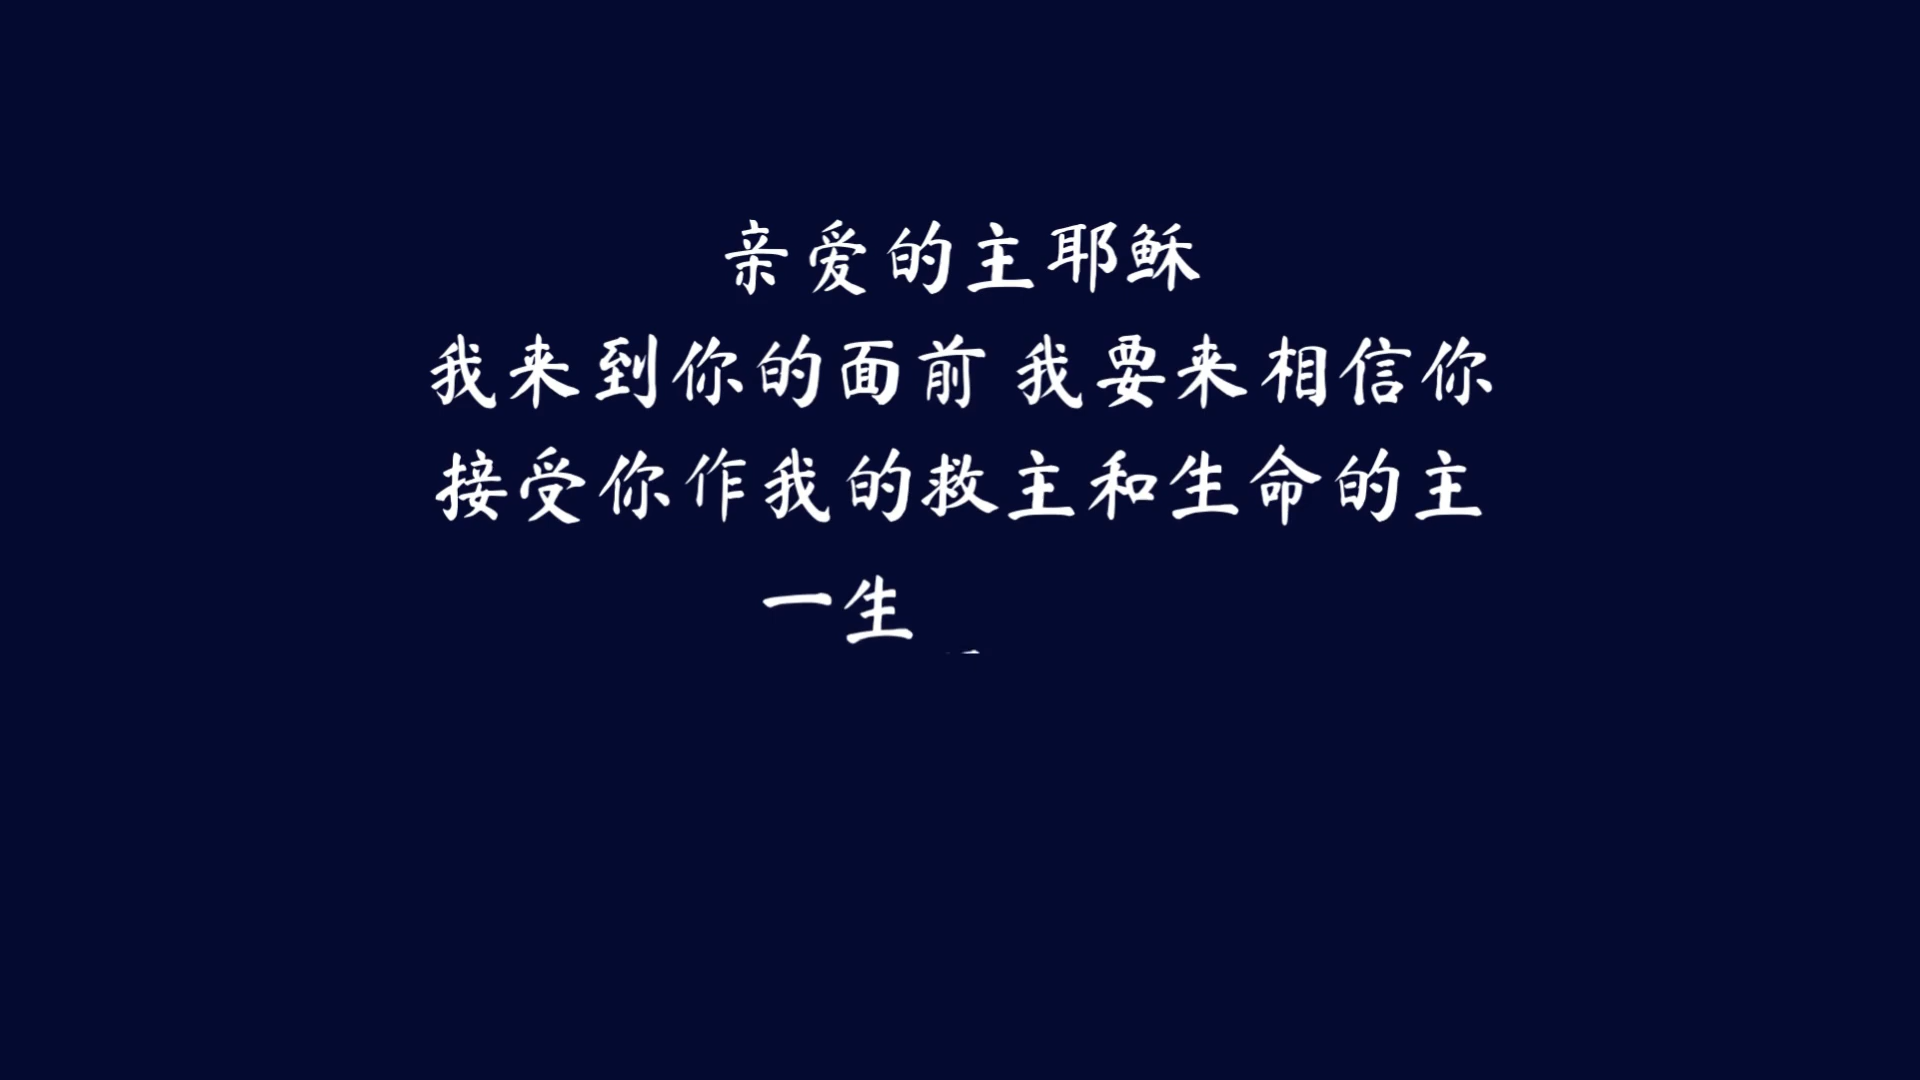 亲爱的主耶稣
我来到你的面前 我要来相信你
接受你作我的救主和生命的主
一生